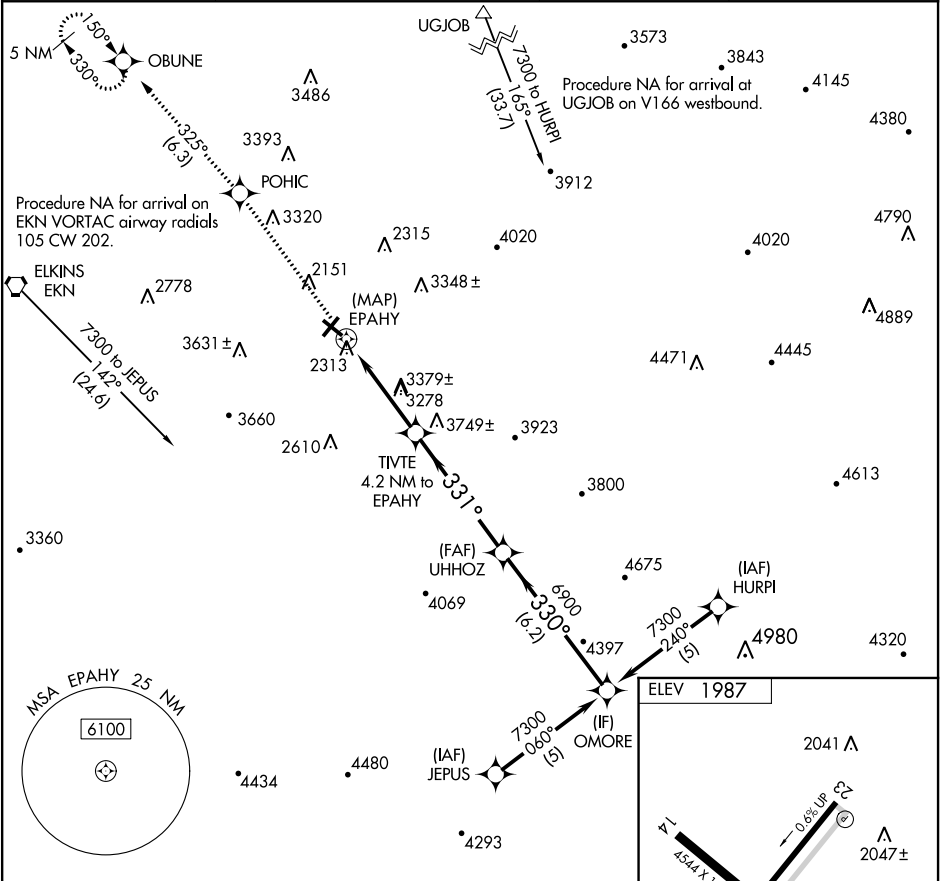 150°
5 NM
330°
OBUNE
3486
325°
(6.3)
3393
POHIC
3320
UGJOB
7300 to HURPI
165°
(33.7)
3573
3843
Procedure NA for arrival at
UGJOB on V166 westbound.
4145
4380
3912
Procedure NA for arrival on
EKN VORTAC airway radials
105 CW 202.
2315
4020
4020
4790
ELKINS
EKN
2778
2151
3348±
(MAP)
EPAHY
4889
7300 to JEPUS
142°
(24.6)
3631±
2313
4471
4445
3379±
3278
3660
3749±
3923
2610
TIVTE
4.2 NM to
EPAHY
331°
3800
4613
3360
(FAF)
UHHOZ
4675
(IAF)
HURPI
4069
6900
330°
(6.2)
4397
7300
240°
(5)
4980
4320
MSA EPAHY 25 NM
6100
ELEV 1987
(IF)
OMORE
7300
060°
(5)
(IAF)
JEPUS
4434
4480
4293
2041
23
0.6% UP
P
14
4544 X 1
2047±